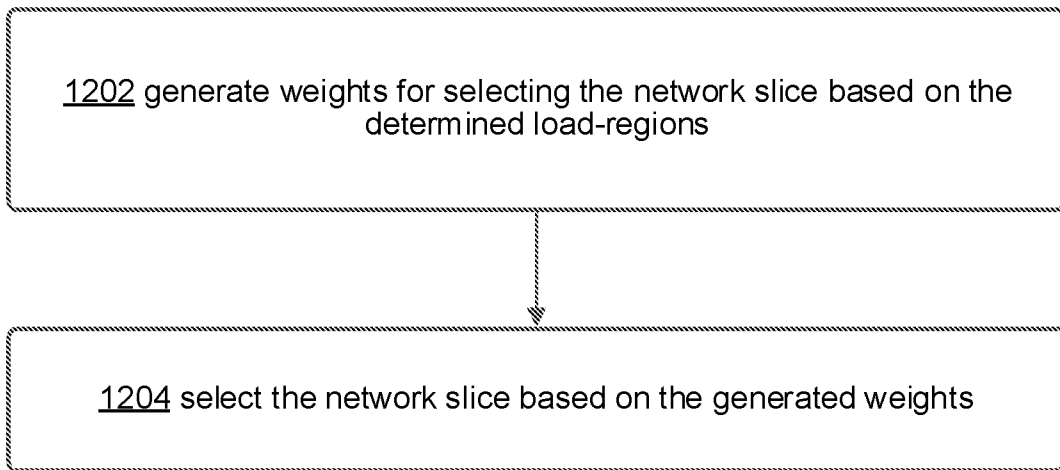 1202 generate weights for selecting the network slice based on the
determined load-regions
1204 select the network slice based on the generated weights